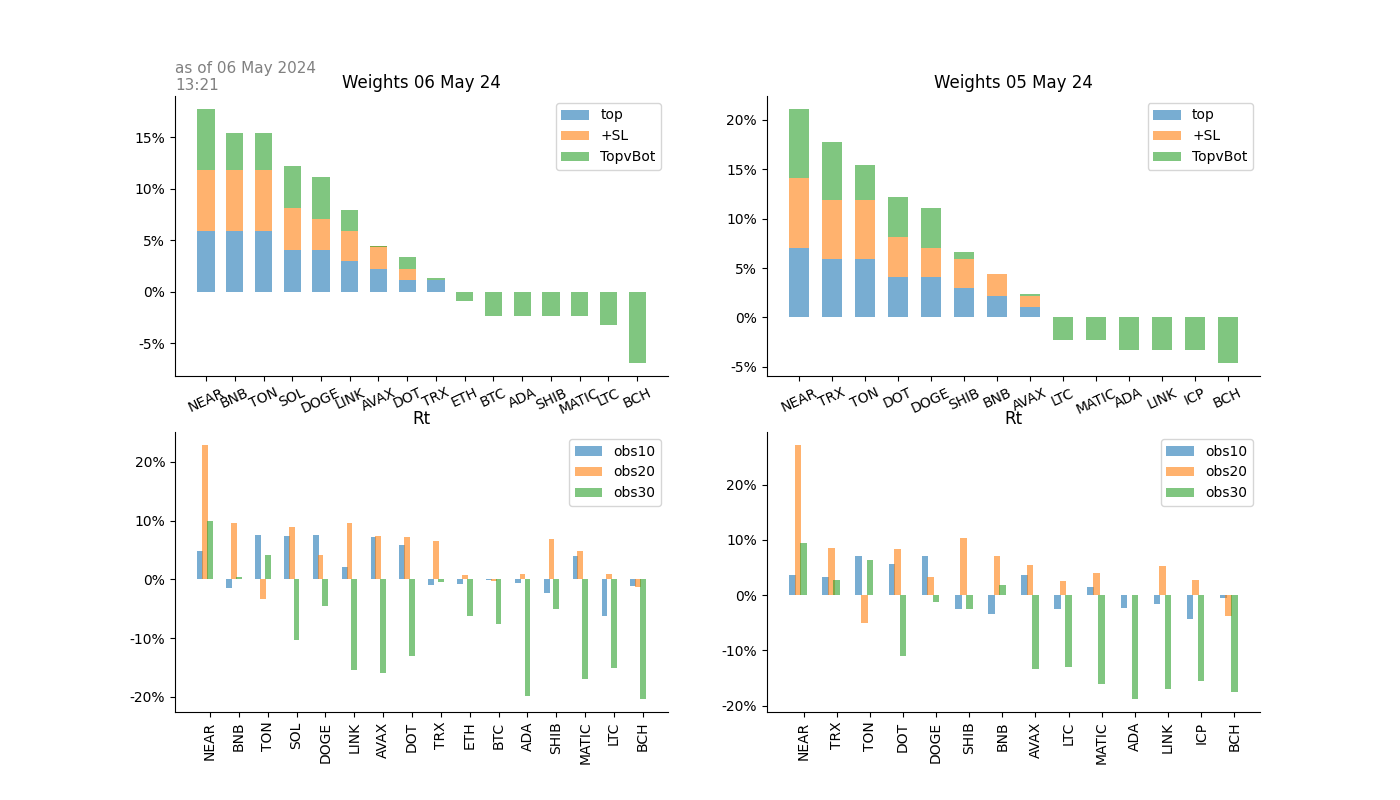 as of 06 May 2024
13:21
Weights 06 May 24
15%
10%
5%
0%
-5%
top
+SL
TopvBot
NEAR BNB TON SOL DOGE LINK AVAX DOT TRX ETH BTC ADA SHIB MATIC LTC BCH
Weights 05 May 24
20%
15%
10%
5%
0%
-5%
top
+SL
TopvBot
NEAR TRX TON DOT DOGE SHIB BNB AVAX LTC MATIC ADA LINK ICP BCH
Rt
20%
10%
0%
-10%
-20%
obs10
obs20
obs30
NEAR BNB TON SOL DOGE LINK AVAX DOT TRX ETH BTC ADA SHIB MATIC LTC BCH
Rt
20%
10%
0%
-10%
-20%
obs10
obs20
obs30
NEAR TRX TON DOT DOGE SHIB BNB AVAX LTC MATIC ADA LINK ICP BCH